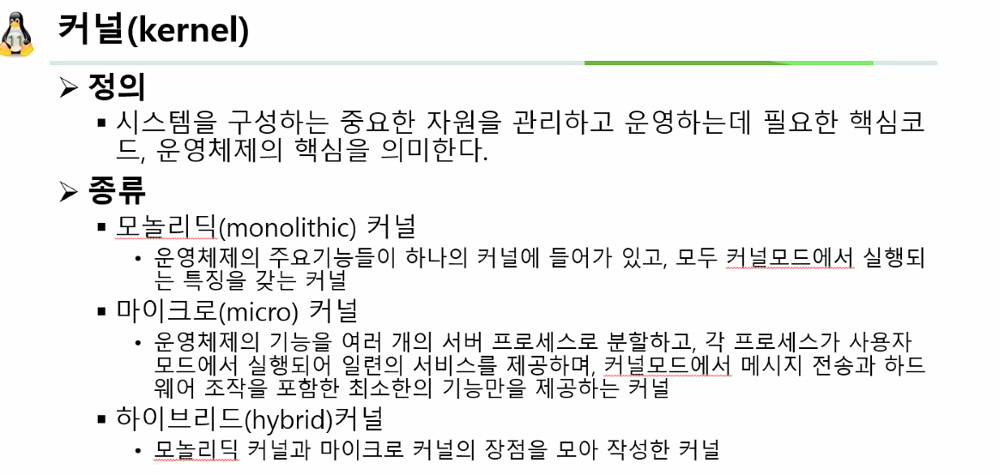 11
커널(kernel)
➢ 정의
▪ 시스템을 구성하는 중요한 자원을 관리하고 운영하는데 필요한 핵심코
드, 운영체제의 핵심을 의미한다.
➢ 종류
▪ 모놀리딕(monolithic) 커널
• 운영체제의 주요기능들이 하나의 커널에 들어가 있고, 모두 커널모드에서 실행되
는 특징을 갖는 커널
▪ 마이크로(micro) 커널
• 운영체제의 기능을 여러 개의 서버 프로세스로 분할하고, 각 프로세스가 사용자
모드에서 실행되어 일련의 서비스를 제공하며, 커널모드에서 메시지 전송과 하드
웨어 조작을 포함한 최소한의 기능만을 제공하는 커널
▪ 하이브리드(hybrid)커널
• 모놀리딕 커널과 마이크로 커널의 장점을 모아 작성한 커널